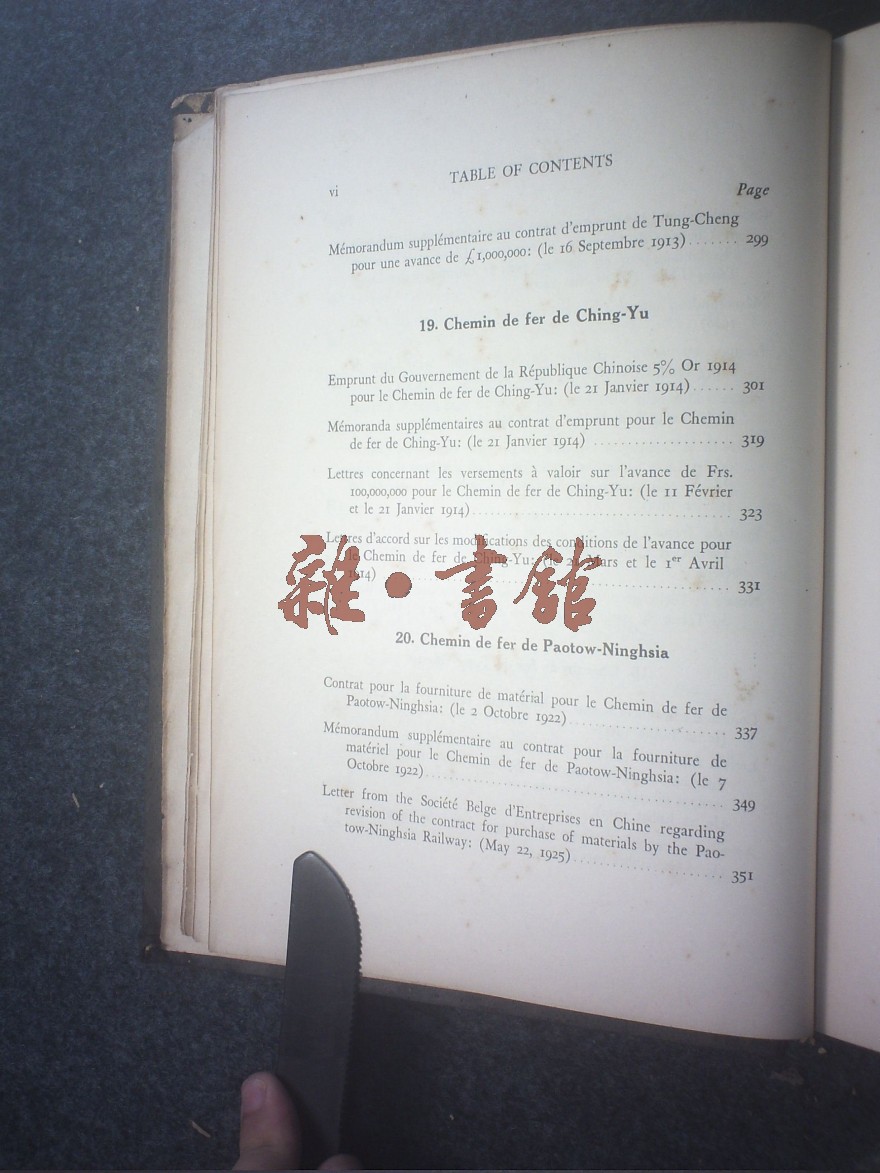 vi TABLE OF CONTENTS
Page
Mémorandum supplémentaire au contrat d'emprunt de Tung-Cheng
pour une avance de £1,000,000: (le 16 Septembre 1913)....... 299
19. Chemin de fer de Ching-Yu
Emprunt du Gouvernement de la République Chinoise 5% Or 1914
pour le Chemin de fer de Ching-Yu: (le 21 Janvier 1914)...... 301
Mémoranda supplémentaires au contrat d'emprunt pour le Chemin
de fer de Ching-Yu: (le 21 Janvier 1914) .................... 319
Lettres concernant les versements à valoir sur l'avance de Frs.
100,000,000 pour le Chemin de fer de Ching-Yu: (le 11 Février
et le 21 Janvier 1914)..................................... 323
Lettres d'accord sur les modifications des conditions de l'avance pour
le Chemin de fer de Ching-Yu: (le Mars et le 1er Avril
1914) ..................................................... 331
雜·書館
20. Chemin de fer de Paotow-Ninghsia
Contrat pour la fourniture de matérial pour le Chemin de fer de
Paotow-Ninghsia: (le 2 Octobre 1922)........................ 337
Mémorandum supplémentaire au contrat pour la fourniture de
matériel pour le Chemin de fer de Paotow-Ninghsia: (le 7
Octobre 1922)............................................... 349
Letter from the Société Belge d'Entreprises en Chine regarding
revision of the contract for purchase of materials by the Pao-
tow-Ninghsia Railway: (May 22, 1925)....................... 351